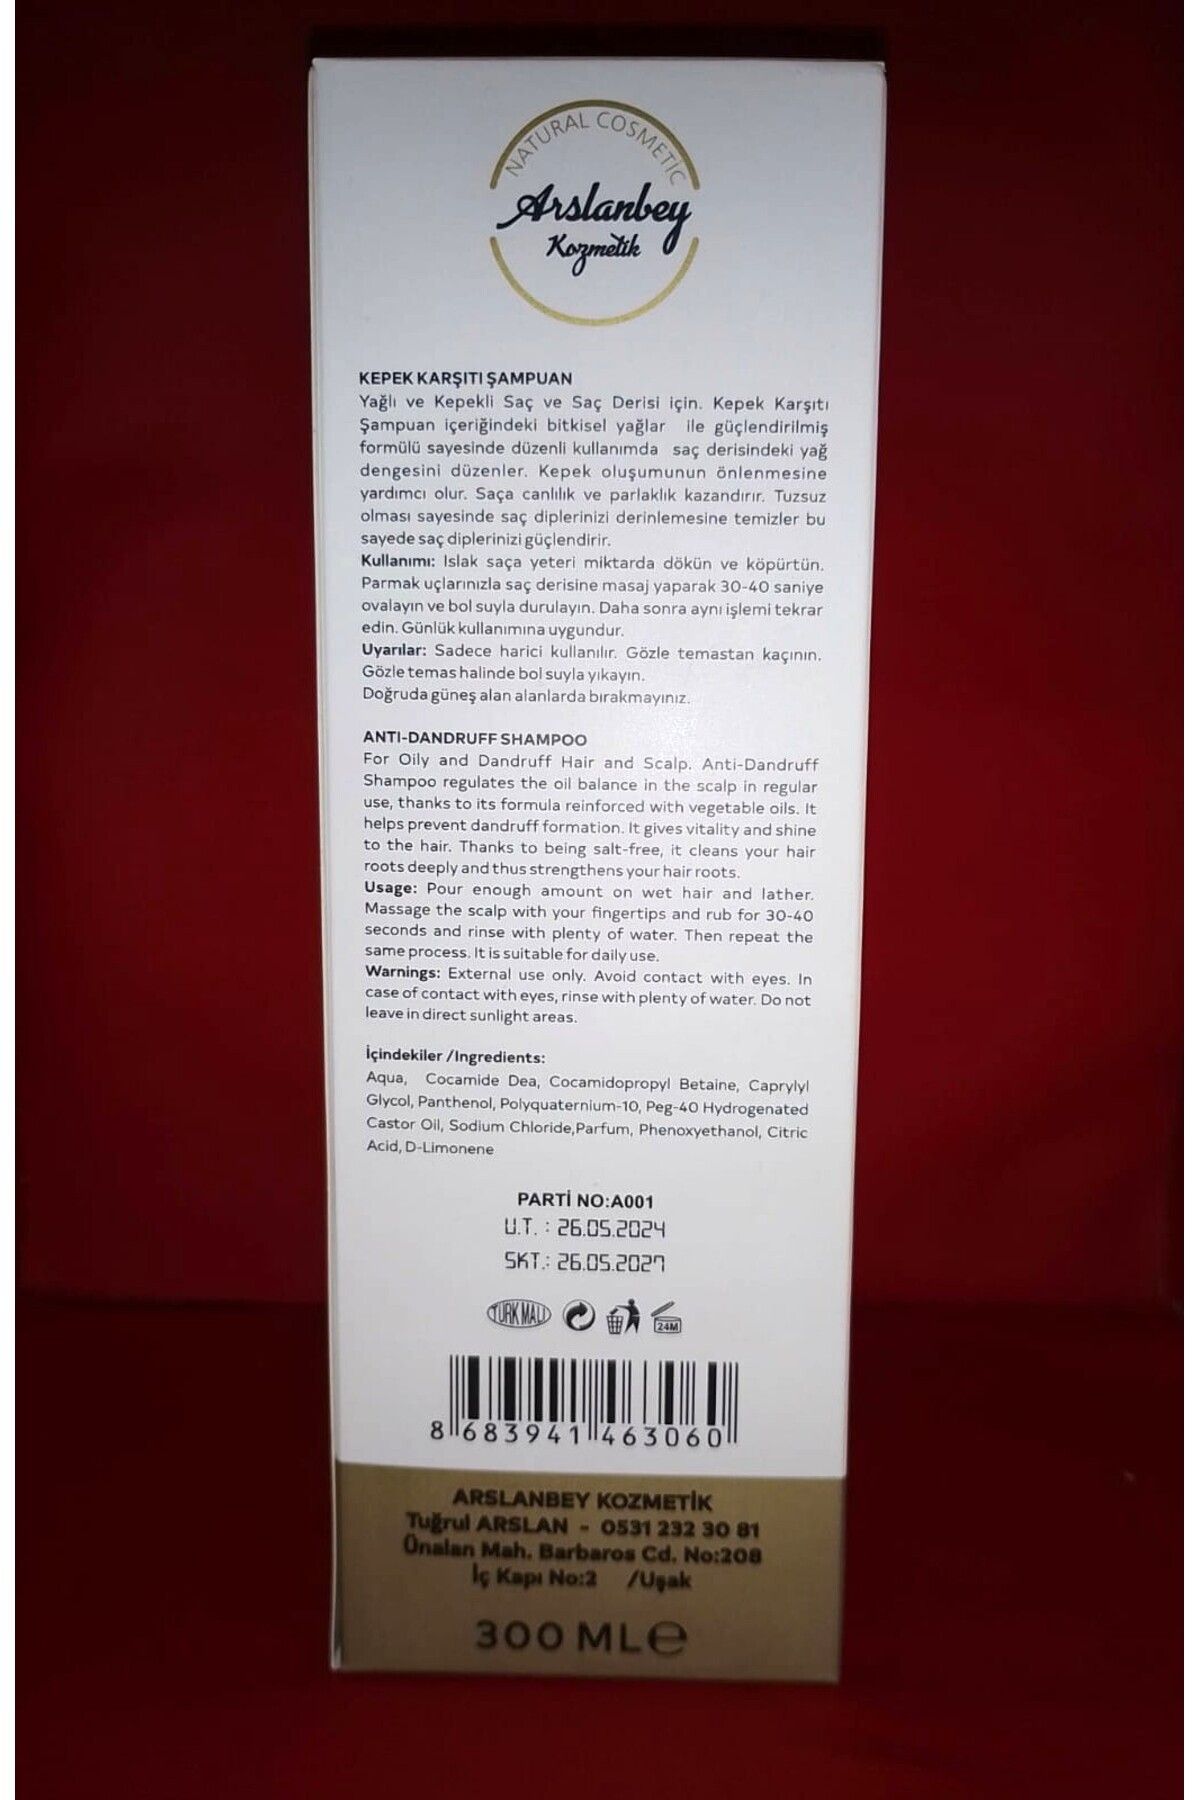 NATURAL COSMETIC
Arslanbey
Kozmetik
KEPEK KARŞITI ŞAMPUAN
Yağlı ve Kepekli Saç ve Saç Derisi için. Kepek Karşıtı
Şampuan içeriğindeki bitkisel yağlar ile güçlendirilmiş
formülü sayesinde düzenli kullanımda saç derisindeki yağ
dengesini düzenler. Kepek oluşumunun önlenmesine
yardımcı olur. Saça canlılık ve parlaklık kazandırır. Tuzsuz
olması sayesinde saç diplerinizi derinlemesine temizler bu
sayede saç diplerinizi güçlendirir.
Kullanımı: Islak saça yeteri miktarda dökün ve köpürtün.
Parmak uçlarınızla saç derisine masaj yaparak 30-40 saniye
ovalayın ve bol suyla durulayın. Daha sonra aynı işlemi tekrar
edin. Günlük kullanımına uygundur.
Uyarılar: Sadece harici kullanılır. Gözle temastan kaçının.
Gözle temas halinde bol suyla yıkayın.
Doğruda güneş alan alanlarda bırakmayınız.
ANTI-DANDRUFF SHAMPOO
For Oily and Dandruff Hair and Scalp. Anti-Dandruff
Shampoo regulates the oil balance in the scalp in regular
use, thanks to its formula reinforced with vegetable oils. It
helps prevent dandruff formation. It gives vitality and shine
to the hair. Thanks to being salt-free, it cleans your hair
roots deeply and thus strengthens your hair roots.
Usage: Pour enough amount on wet hair and lather.
Massage the scalp with your fingertips and rub for 30-40
seconds and rinse with plenty of water. Then repeat the
same process. It is suitable for daily use.
Warnings: External use only. Avoid contact with eyes. In
case of contact with eyes, rinse with plenty of water. Do not
leave in direct sunlight areas.
İçindekiler /Ingredients:
Aqua, Cocamide Dea, Cocamidopropyl Betaine, Caprylyl
Glycol, Panthenol, Polyquaternium-10, Peg-40 Hydrogenated
Castor Oil, Sodium Chloride,Parfum, Phenoxyethanol, Citric
Acid, D-Limonene
PARTİ NO:A001
U.T. : 26.05.2024
SKT.: 26.05.2027
TÜRK MALI
24M
8 683941 463060
ARSLANBEY KOZMETİK
Tuğrul ARSLAN - 0531 232 30 81
Ünalan Mah. Barbaros Cd. No:208
İç Kapı No:2 /Uşak
300 ML e